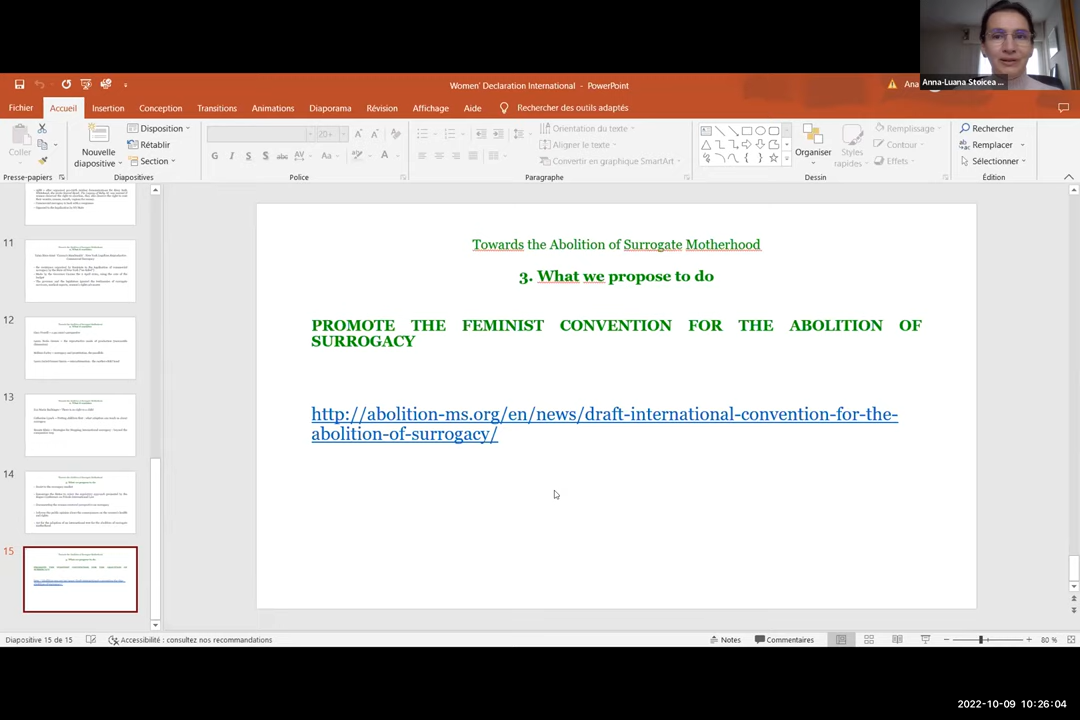 Anna-Luana Stoicea ...
Women' Declaration International - PowerPoint
Ana
Fichier Accueil Insertion Conception Transitions Animations Diaporama Révision Affichage Aide Rechercher des outils adaptés
Coller
Nouvelle
diapositive
Disposition
Rétablir
Section
20+
G I S S abc AV Aa A
Orientation du texte
Aligner le texte
Convertir en graphique SmartArt
Organiser
Styles
rapides
Remplissage
Contour
Effets
Rechercher
Remplacer
Sélectionner
Presse-papiers Diapositives Police Paragraphe Dessin Édition
11
12
13
14
15
Towards the Abolition of Surrogate Motherhood
3. What we propose to do
PROMOTE THE FEMINIST CONVENTION FOR THE ABOLITION OF
SURROGACY
http://abolition-ms.org/en/news/draft-international-convention-for-the-
abolition-of-surrogacy/
Diapositive 15 de 15 Accessibilité : consultez nos recommandations Notes Commentaires 80 %
2022-10-09 10:26:04